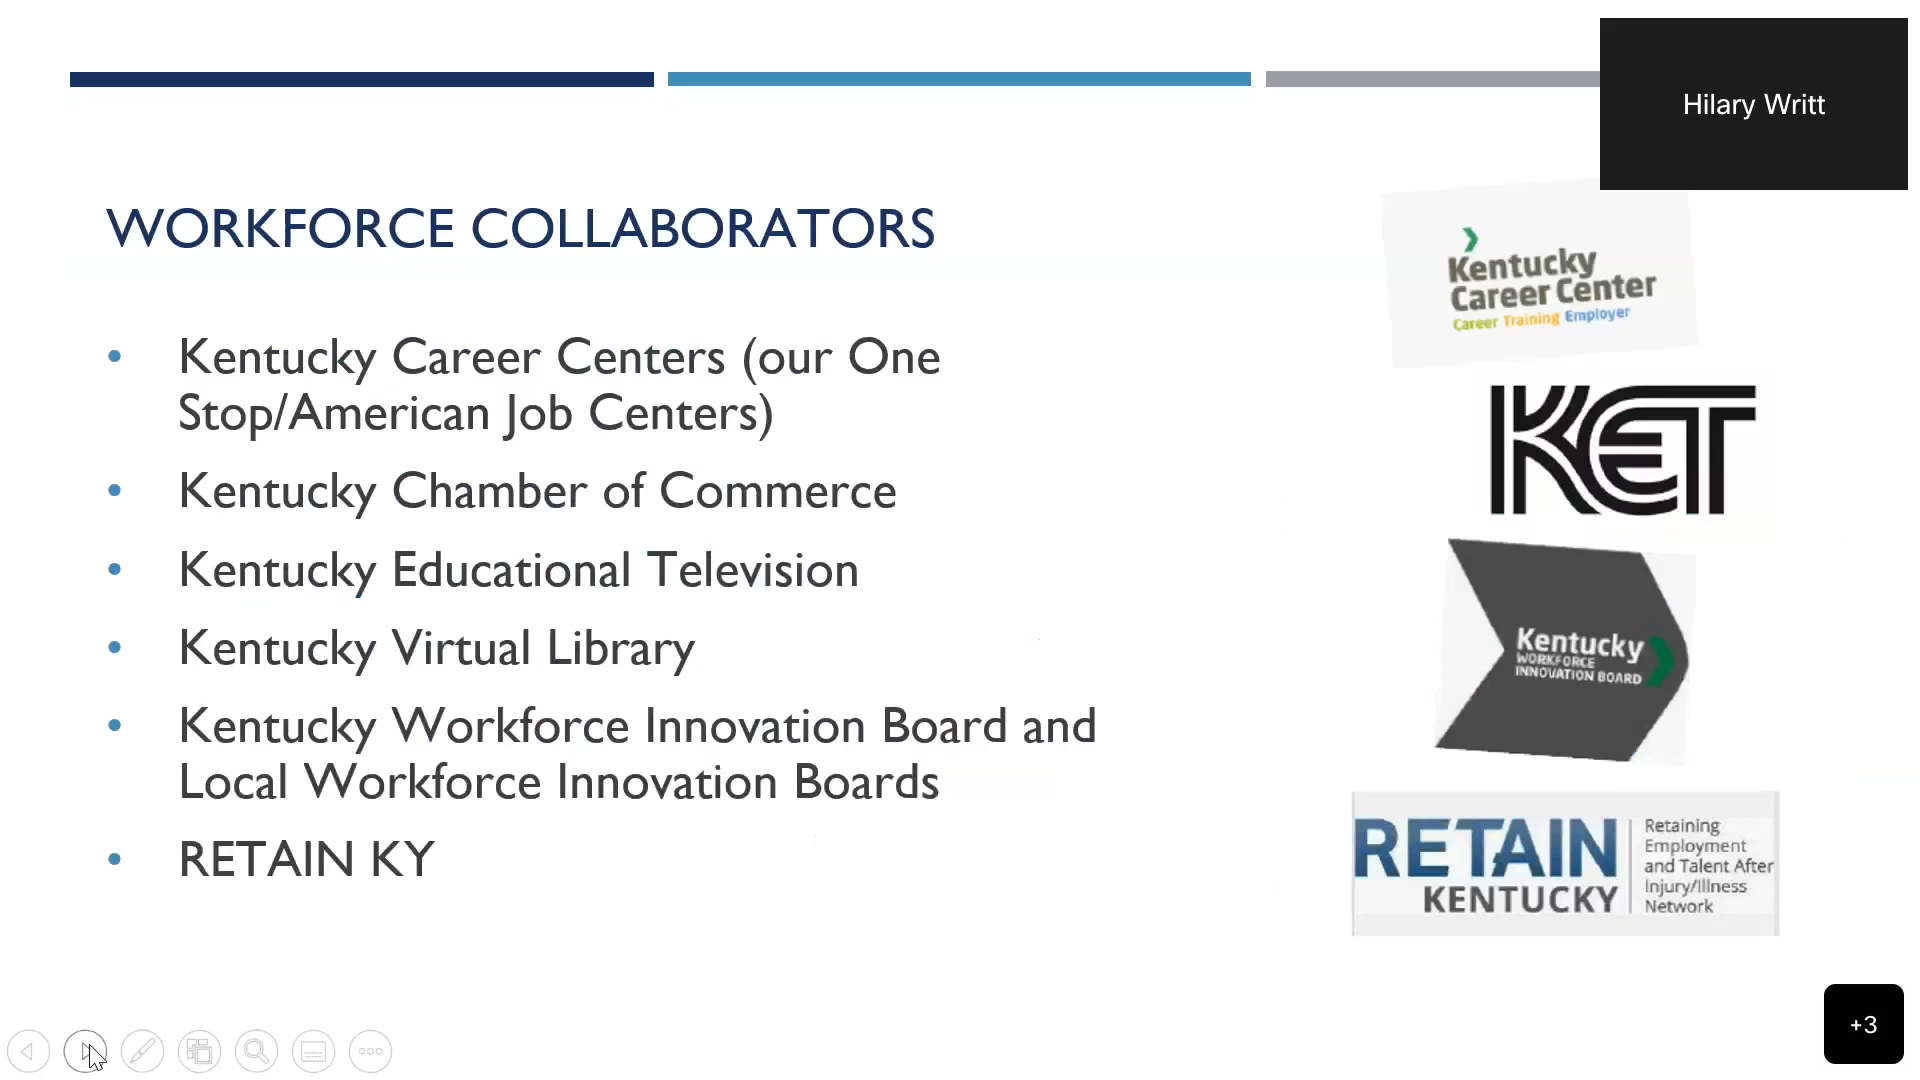 Hilary Writt
WORKFORCE COLLABORATORS
• Kentucky Career Centers (our One
Stop/American Job Centers)
• Kentucky Chamber of Commerce
• Kentucky Educational Television
• Kentucky Virtual Library
• Kentucky Workforce Innovation Board and
Local Workforce Innovation Boards
• RETAIN KY
Kentucky
Career Center
Career Training Employer
KET
Kentucky
WORKFORCE
INNOVATION BOARD
RETAIN
KENTUCKY
Retaining
Employment
and Talent After
Injury/Illness
Network
+3